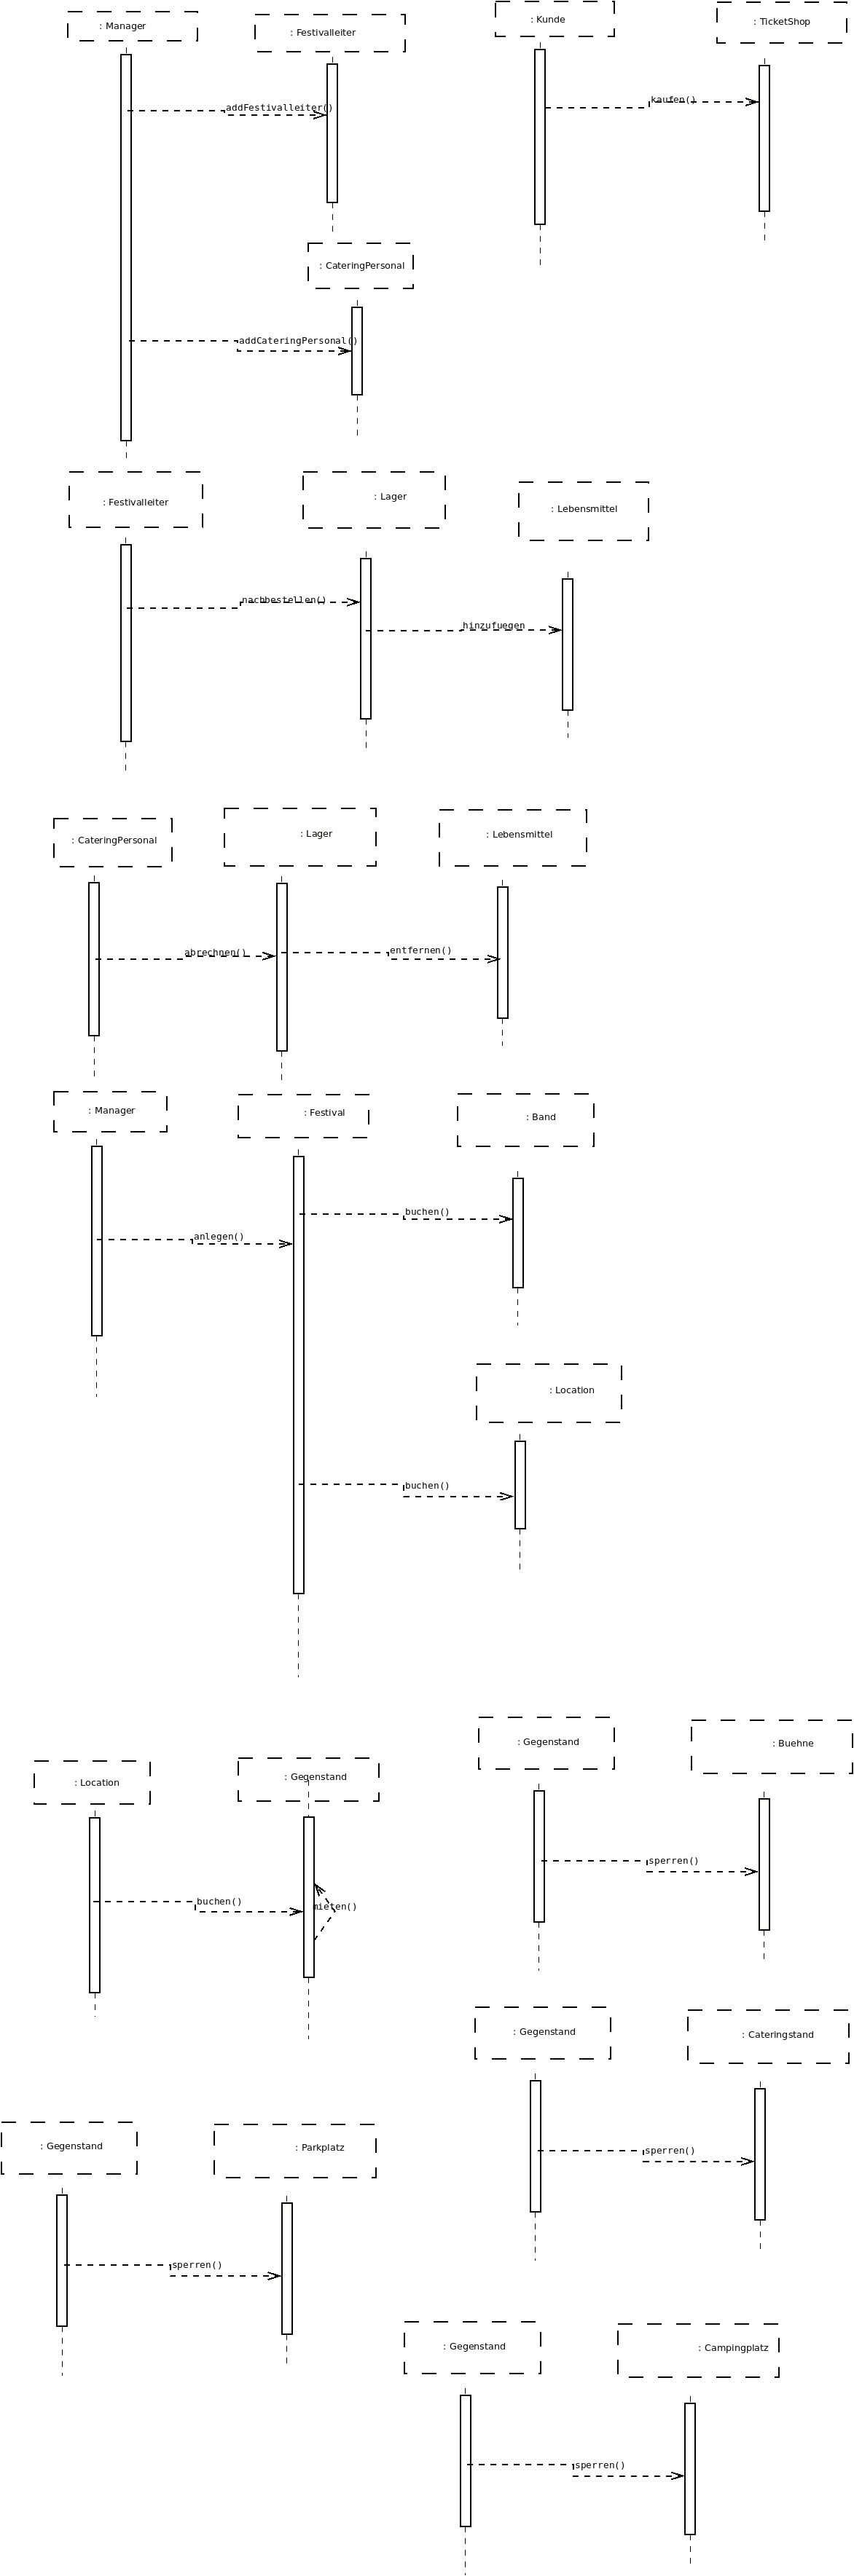 : Manager
: Festivalleiter
: Kunde
: TicketShop
addFestivalleiter()
kaufen()
: CateringPersonal
addCateringPersonal()
: Festivalleiter
: Lager
: Lebensmittel
nachbestellen()
hinzufuegen
: CateringPersonal
: Lager
: Lebensmittel
abrechnen()
entfernen()
: Manager
: Festival
: Band
buchen()
anlegen()
: Location
buchen()
: Location
: Gegenstand
buchen()
mieten()
: Gegenstand
: Buehne
sperren()
: Gegenstand
: Cateringstand
sperren()
: Gegenstand
: Parkplatz
sperren()
: Gegenstand
: Campingplatz
sperren()